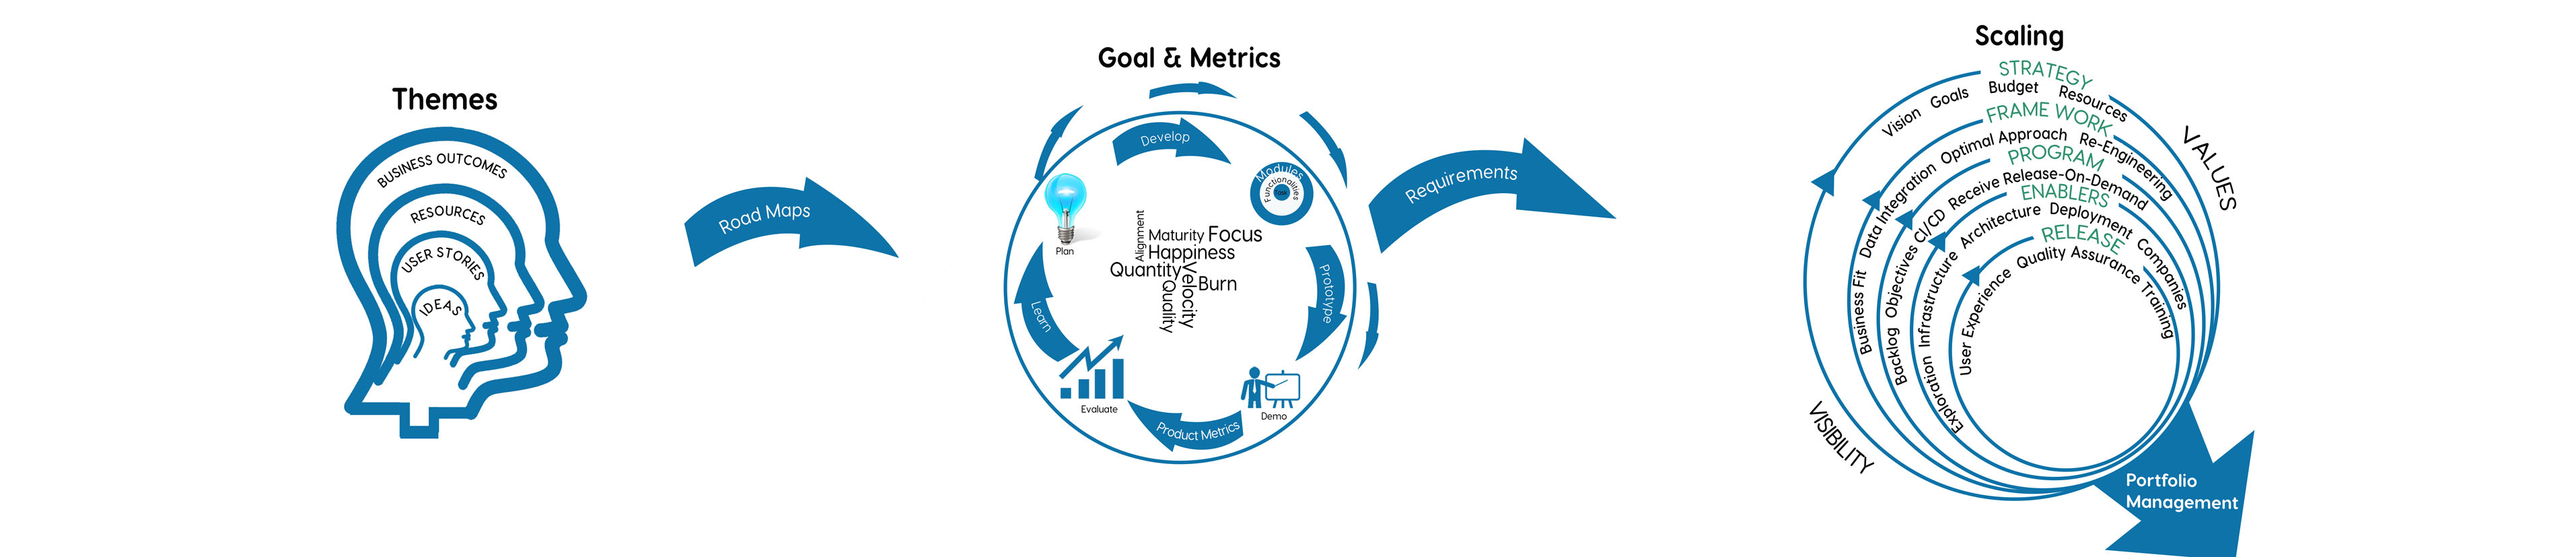 Themes
BUSINESS OUTCOMES
RESOURCES
USER STORIES
IDEAS
Road Maps
Goal & Metrics
Develop
Modules
Functionalities
Task
Plan
Alignment
Maturity Focus
Happiness
Quantity
Velocity
Burn
Quality
Prototype
Learn
Evaluate
Product Metrics
Demo
Requirements
Scaling
STRATEGY
Vision Goals Budget Resources
FRAME WORK
Business Fit Data Integration Optimal Approach Re-Engineering
PROGRAM
Backlog Objectives CI/CD Receive Release-On-Demand
ENABLERS
Exploration Infrastructure Architecture Deployment Companies
RELEASE
User Experience Quality Assurance Training
VALUES
VISIBILITY
Portfolio
Management